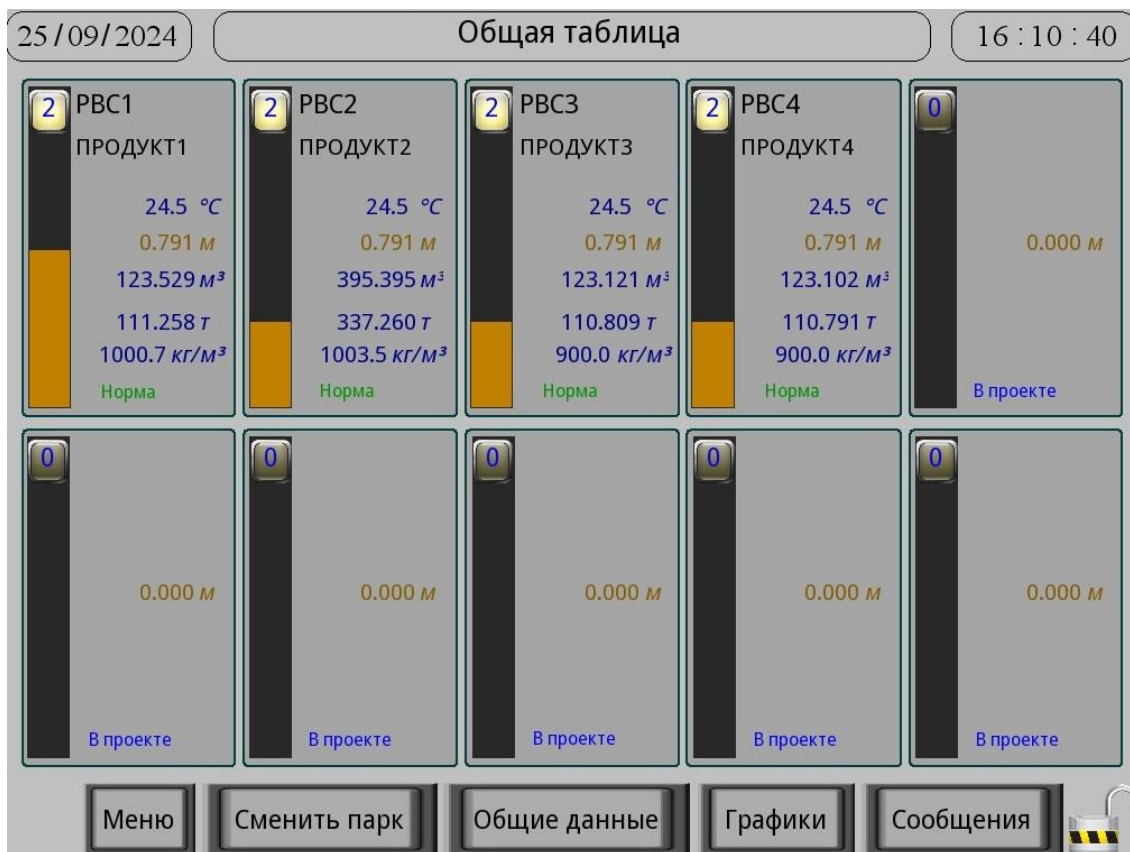 25/09/2024
Общая таблица
16:10:40
2
РВС1
ПРОДУКТ1
24.5 °C
0.791 м
123.529 м³
111.258 т
1000.7 кг/м³
Норма
2
РВС2
ПРОДУКТ2
24.5 °C
0.791 м
395.395 м³
337.260 т
1003.5 кг/м³
Норма
2
РВС3
ПРОДУКТ3
24.5 °C
0.791 м
123.121 м³
110.809 т
900.0 кг/м³
Норма
2
РВС4
ПРОДУКТ4
24.5 °C
0.791 м
123.102 м³
110.791 т
900.0 кг/м³
Норма
0
0.000 м
В проекте
0
0.000 м
В проекте
0
0.000 м
В проекте
0
0.000 м
В проекте
0
0.000 м
В проекте
0
0.000 м
В проекте
Меню
Сменить парк
Общие данные
Графики
Сообщения